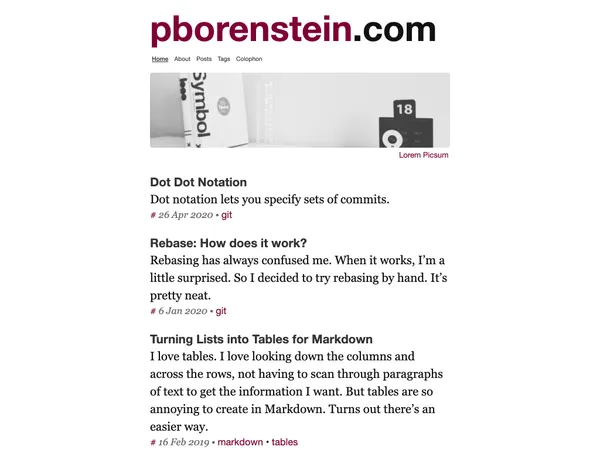 pborenstein.com
Home About Posts Tags Colophon
Symbol
18
Lorem Picsum
Dot Dot Notation
Dot notation lets you specify sets of commits.
# 26 Apr 2020 • git
Rebase: How does it work?
Rebasing has always confused me. When it works, I’m a
little surprised. So I decided to try rebasing by hand. It’s
pretty neat.
# 6 Jan 2020 • git
Turning Lists into Tables for Markdown
I love tables. I love looking down the columns and
across the rows, not having to scan through paragraphs
of text to get the information I want. But tables are so
annoying to create in Markdown. Turns out there’s an
easier way.
# 16 Feb 2019 • markdown • tables